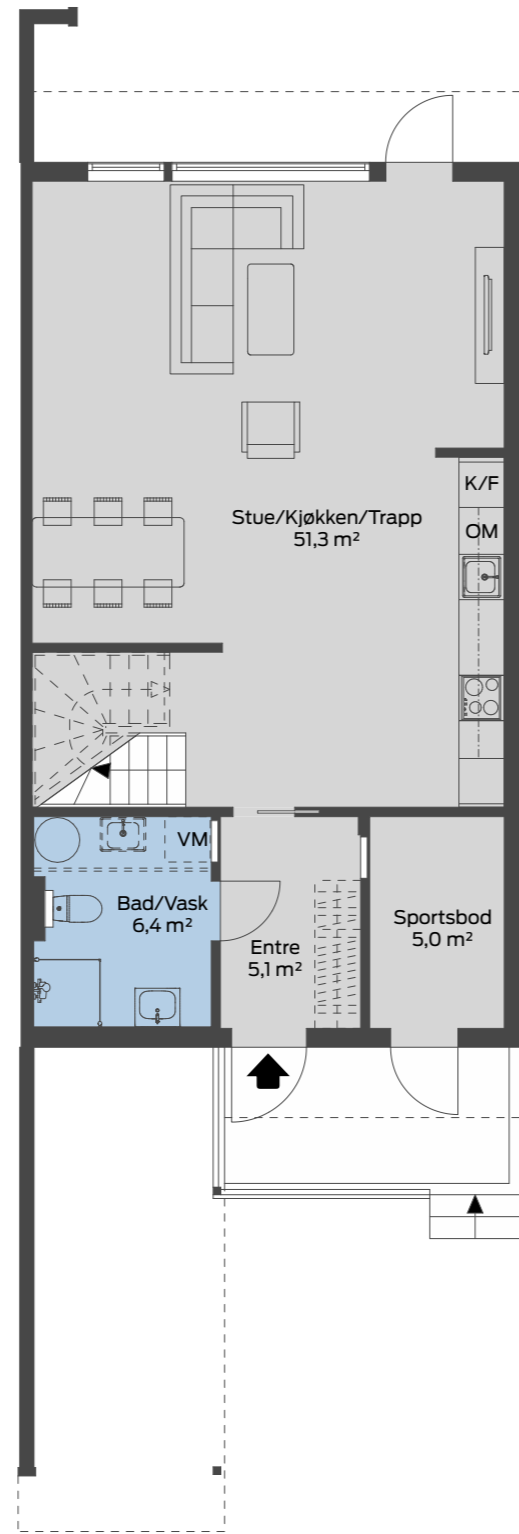 K/F
Stue/Kjøkken/Trapp
51,3 m²
OM
VM
Bad/Vask
6,4 m²
Entre
5,1 m²
Sportsbod
5,0 m²